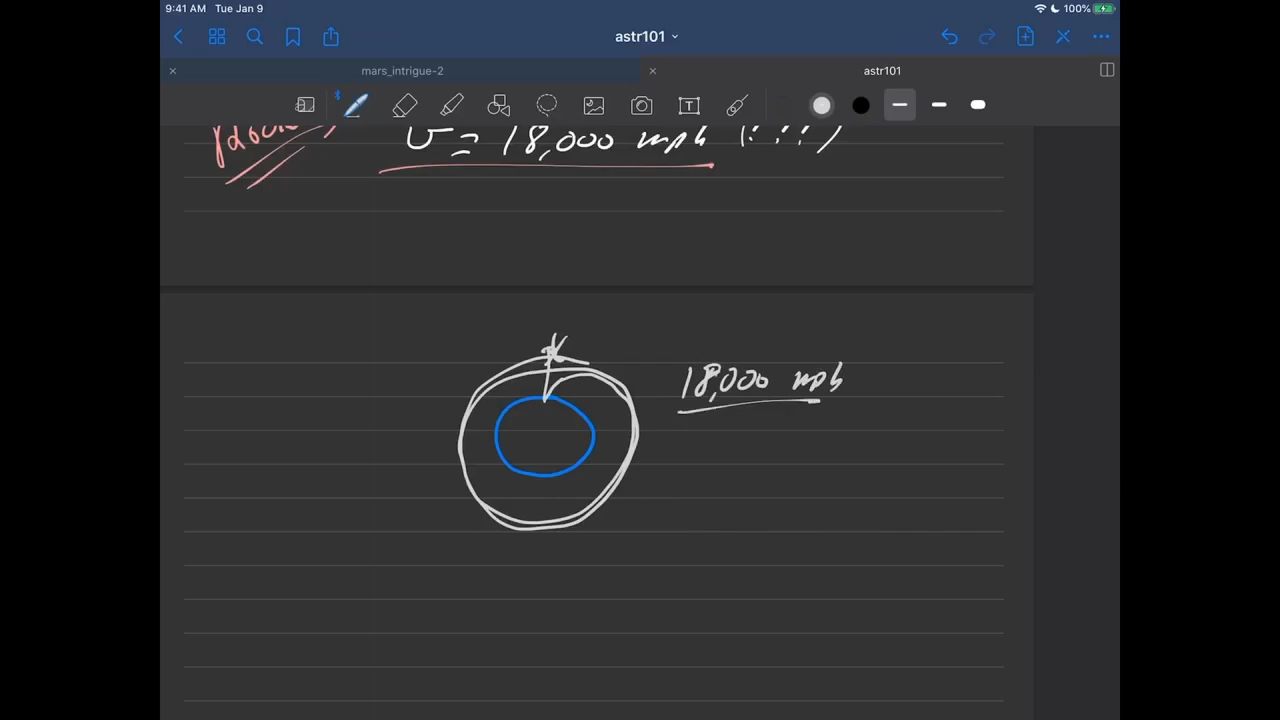 9:41 AM Tue Jan 9
100%
astr101
mars_intrigue-2
astr101
T
v = 18,000 mph (???)
18,000 mph